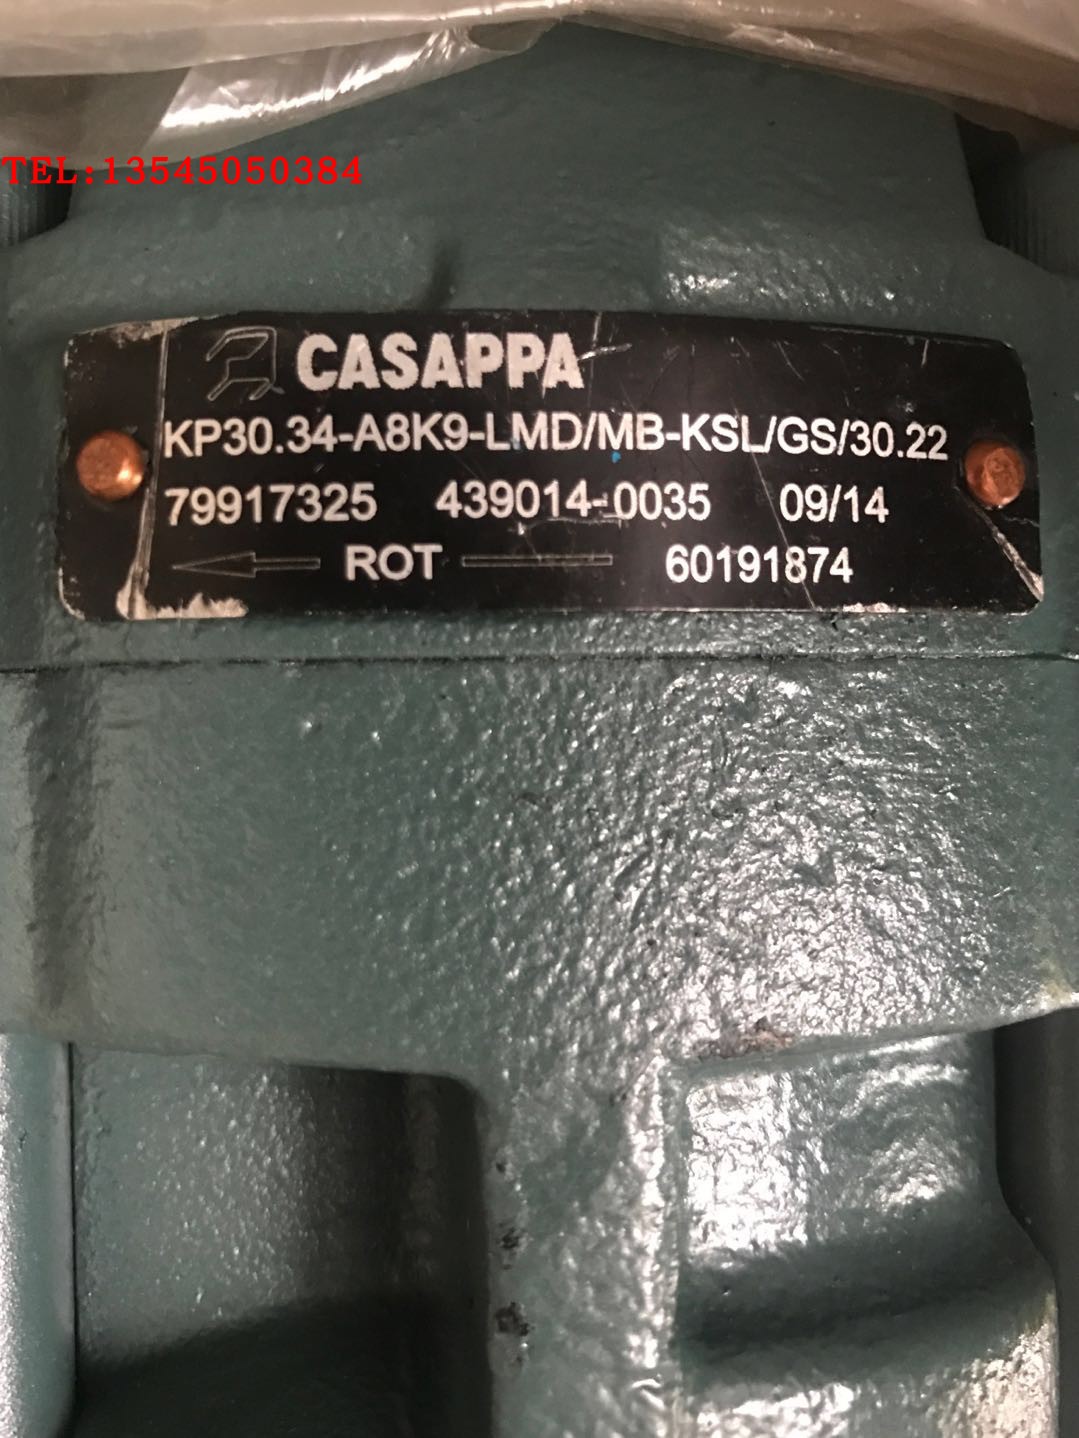 TEL:13545050384
CASAPPA
KP30.34-A8K9-LMD/MB-KSL/GS/30.22
79917325 439014-0035 09/14
ROT 60191874